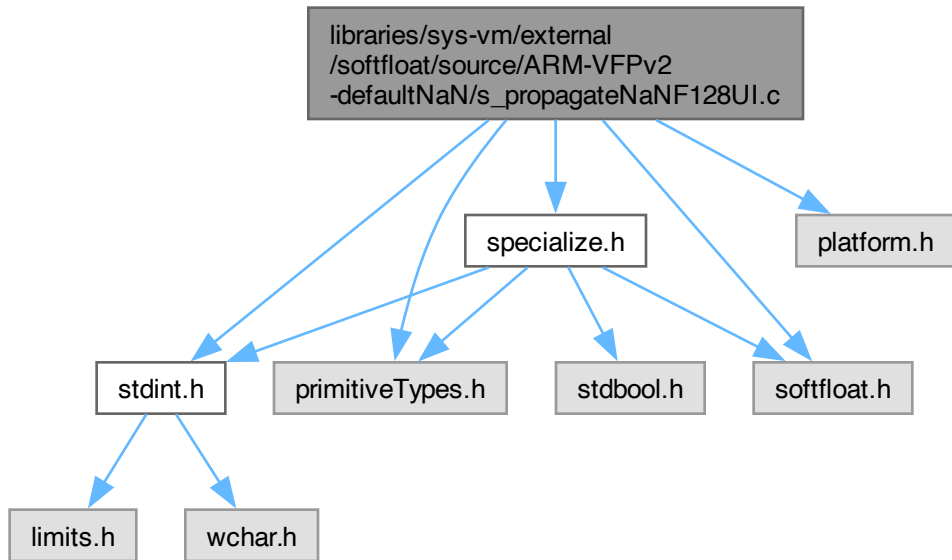 libraries/sys-vm/external
/softfloat/source/ARM-VFPv2
-defaultNaN/s_propagateNaNF128UI.c
specialize.h
platform.h
stdint.h
primitiveTypes.h
stdbool.h
softfloat.h
limits.h
wchar.h